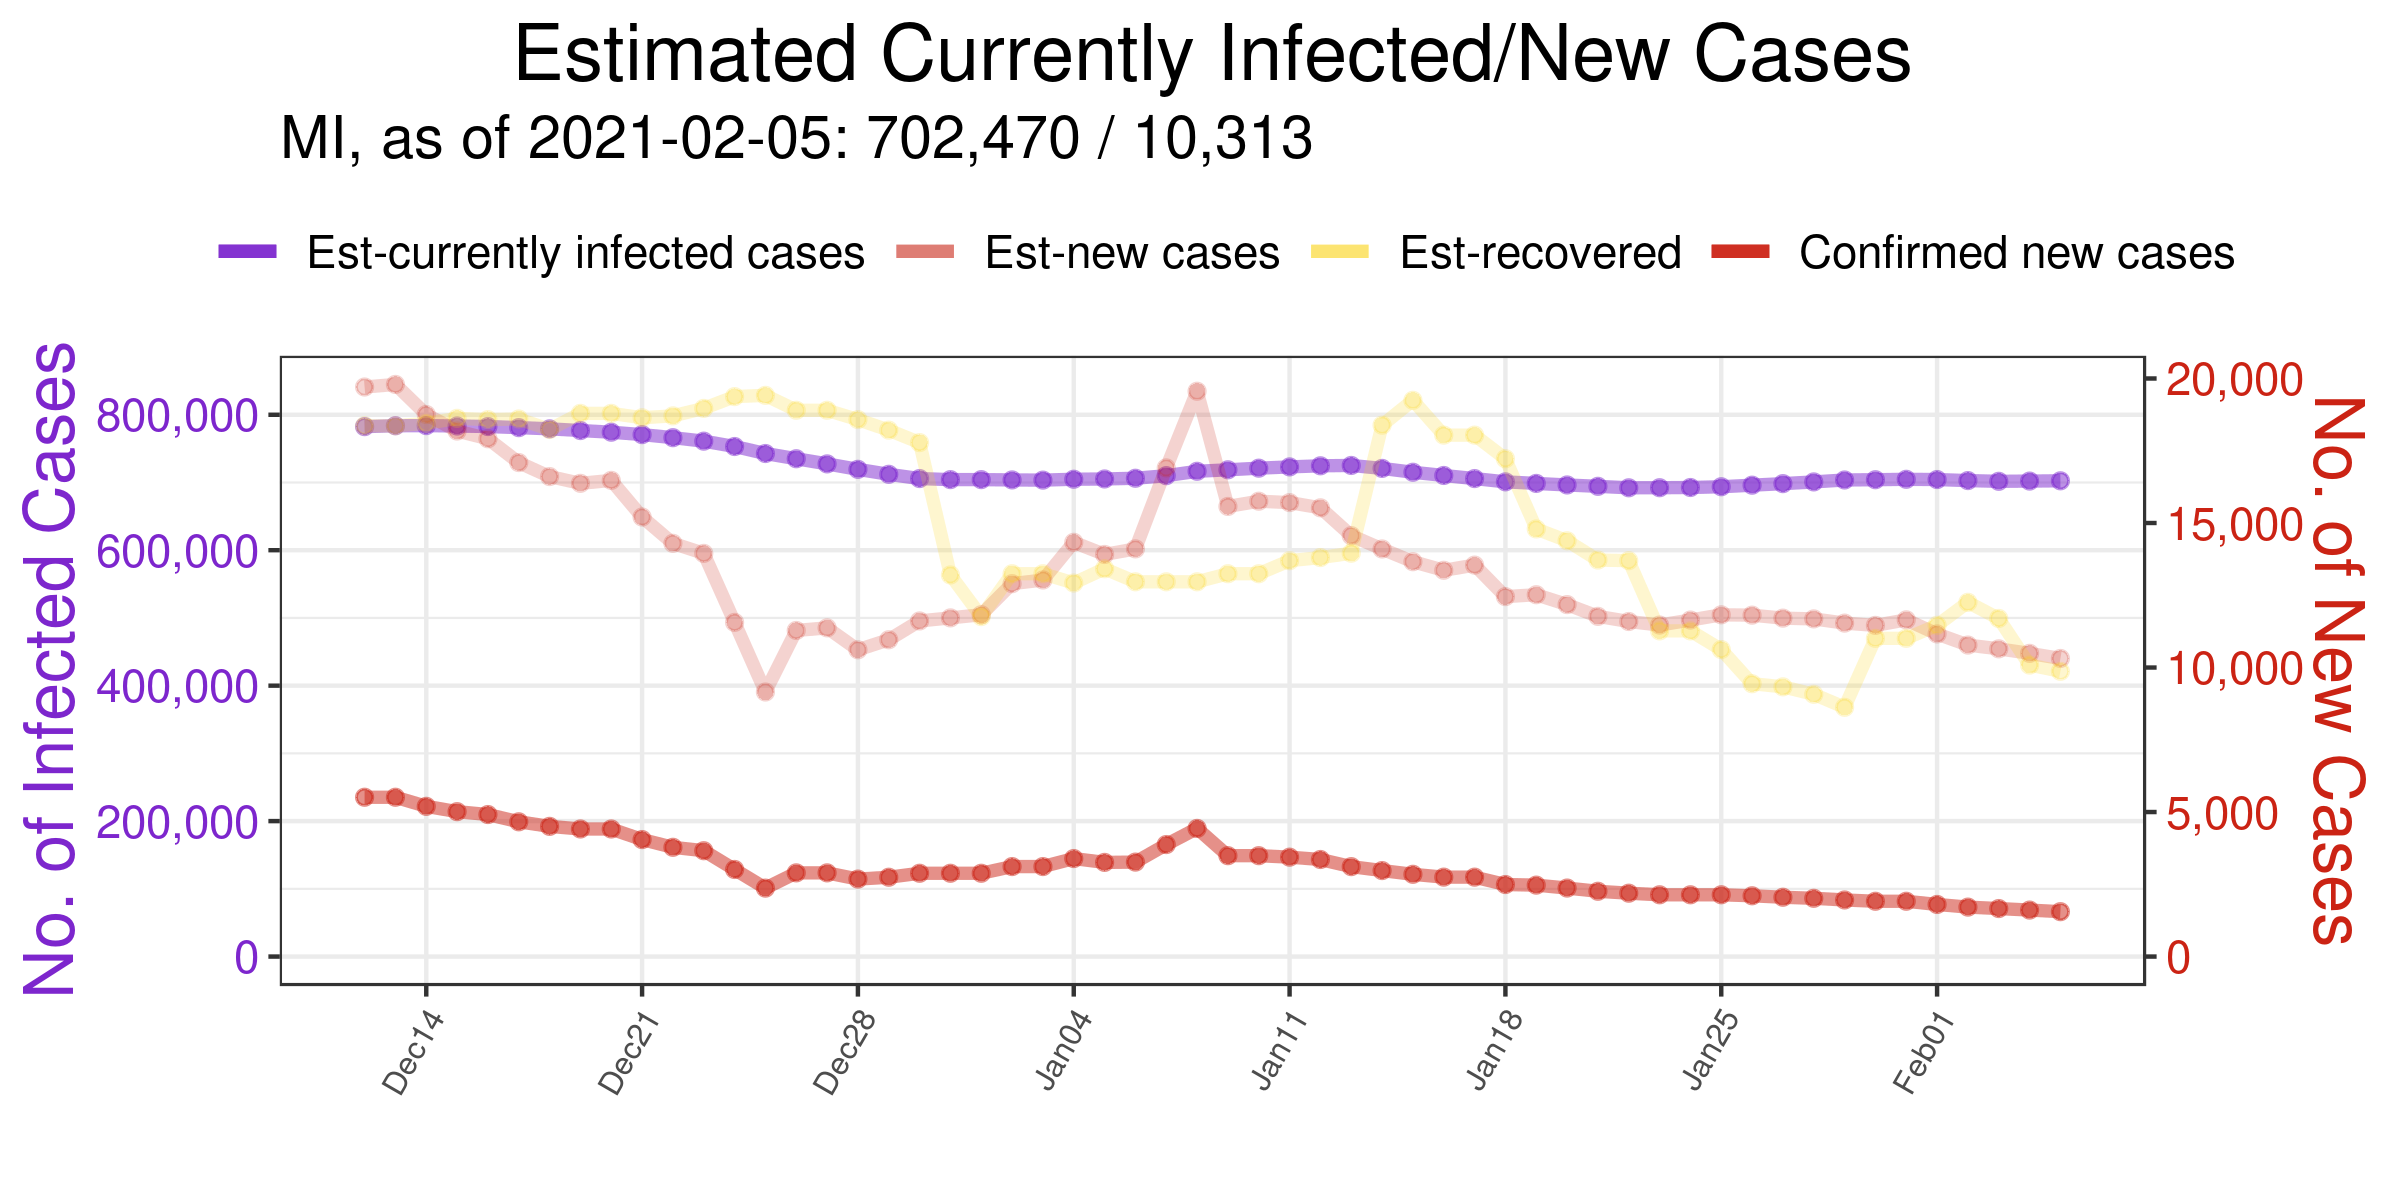 Estimated Currently Infected/New Cases
MI, as of 2021-02-05: 702,470 / 10,313
Est-currently infected cases Est-new cases Est-recovered Confirmed new cases
No. of Infected Cases
800,000
600,000
400,000
200,000
0
20,000
15,000
10,000
5,000
0
No. of New Cases
Dec14 Dec21 Dec28 Jan04 Jan11 Jan18 Jan25 Feb01